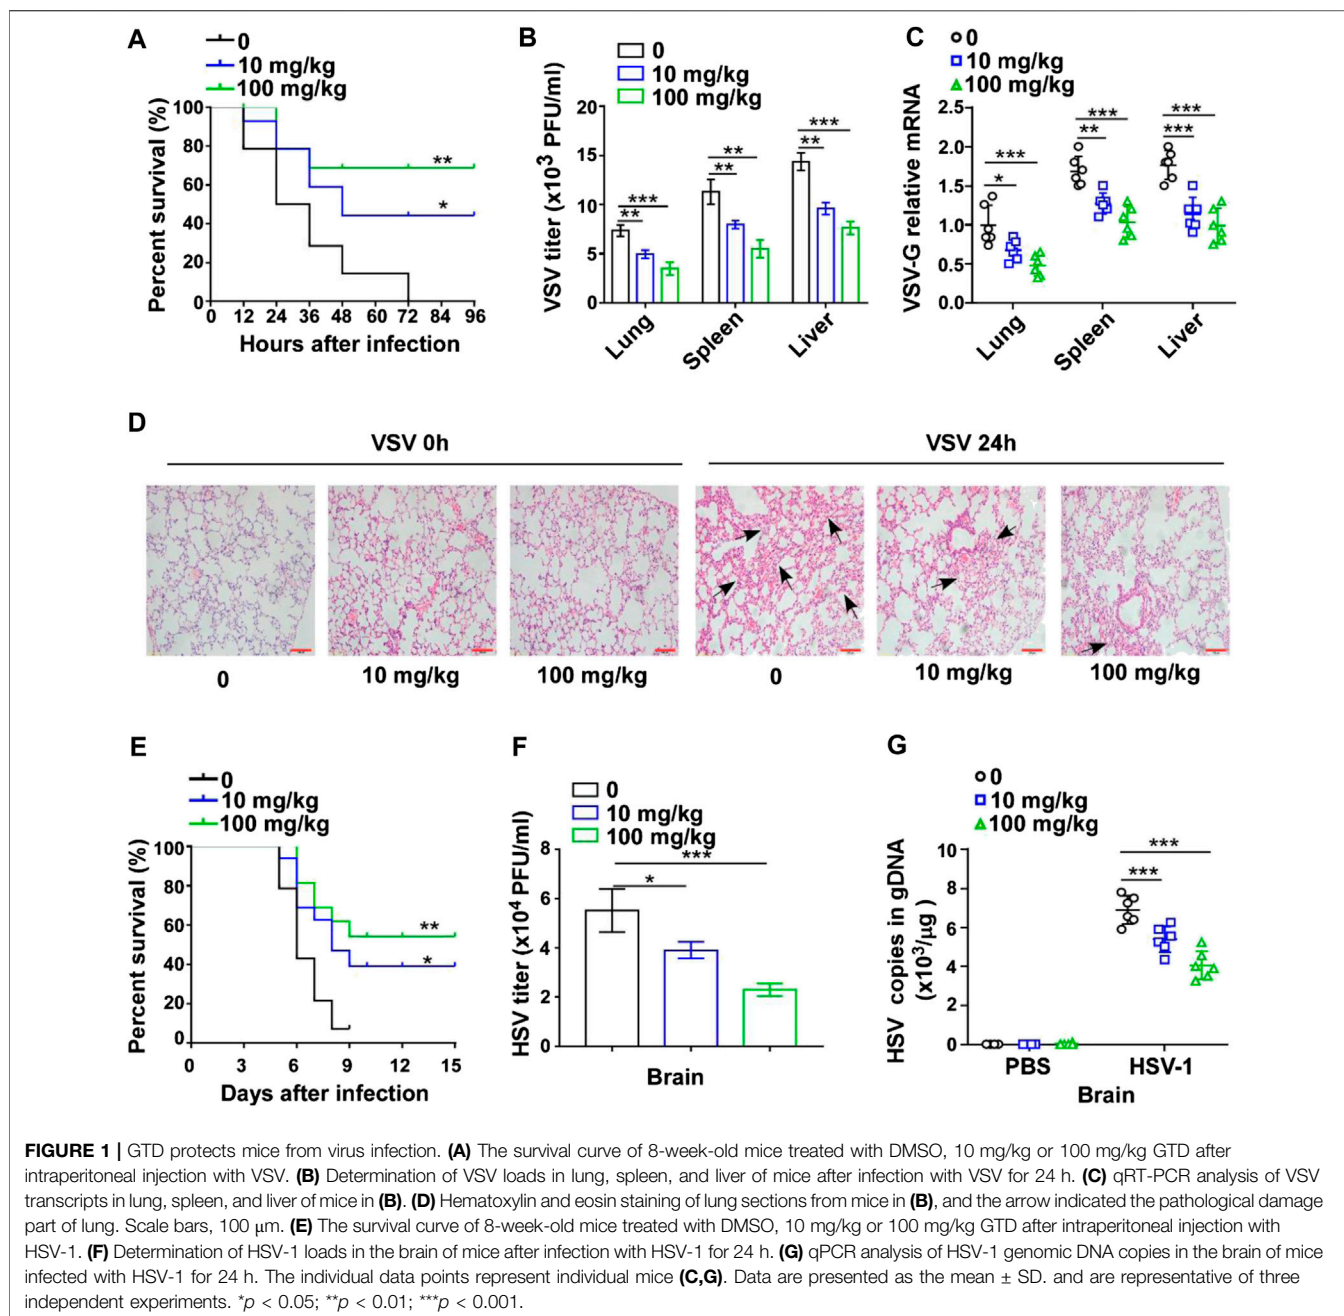 A
0
10 mg/kg
100 mg/kg
Percent survival (%)
100
80
60
40
20
0
**
*
0 12 24 36 48 60 72 84 96
Hours after infection
B
0
10 mg/kg
100 mg/kg
VSV titer (x10³ PFU/ml)
20
15
10
5
0
***
**
**
**
***
**
Lung
Spleen
Liver
C
0
10 mg/kg
100 mg/kg
VSV-G relative mRNA
2.5
2.0
1.5
1.0
0.5
0.0
***
*
***
**
***
***
Lung
Spleen
Liver
D
VSV 0h
VSV 24h
0
10 mg/kg
100 mg/kg
0
10 mg/kg
100 mg/kg
E
0
10 mg/kg
100 mg/kg
Percent survival (%)
100
80
60
40
20
0
**
*
0 3 6 9 12 15
Days after infection
F
0
10 mg/kg
100 mg/kg
HSV titer (x10⁴ PFU/ml)
8
6
4
2
0
***
*
Brain
G
0
10 mg/kg
100 mg/kg
HSV copies in gDNA
(x10³/µg )
10
8
6
4
2
0
***
***
PBS HSV-1
Brain
FIGURE 1 | GTD protects mice from virus infection. (A) The survival curve of 8-week-old mice treated with DMSO, 10 mg/kg or 100 mg/kg GTD after
intraperitoneal injection with VSV. (B) Determination of VSV loads in lung, spleen, and liver of mice after infection with VSV for 24 h. (C) qRT-PCR analysis of VSV
transcripts in lung, spleen, and liver of mice in (B). (D) Hematoxylin and eosin staining of lung sections from mice in (B), and the arrow indicated the pathological damage
part of lung. Scale bars, 100 μm. (E) The survival curve of 8-week-old mice treated with DMSO, 10 mg/kg or 100 mg/kg GTD after intraperitoneal injection with
HSV-1. (F) Determination of HSV-1 loads in the brain of mice after infection with HSV-1 for 24 h. (G) qPCR analysis of HSV-1 genomic DNA copies in the brain of mice
infected with HSV-1 for 24 h. The individual data points represent individual mice (C,G). Data are presented as the mean ± SD. and are representative of three
independent experiments. *p < 0.05; **p < 0.01; ***p < 0.001.